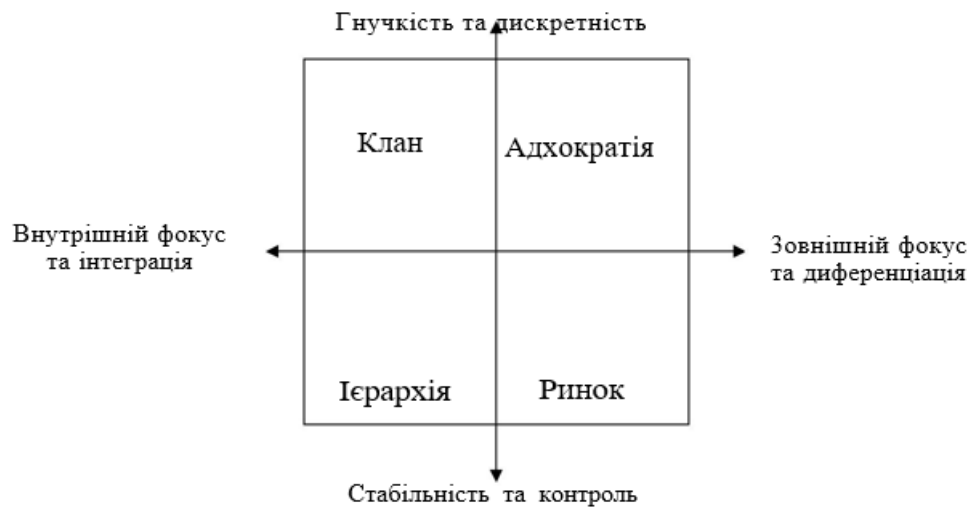 Гнучкість та дискретність
Клан
Адхократія
Внутрішній фокус
та інтеграція
Зовнішній фокус
та диференціація
Ієрархія
Ринок
Стабільність та контроль